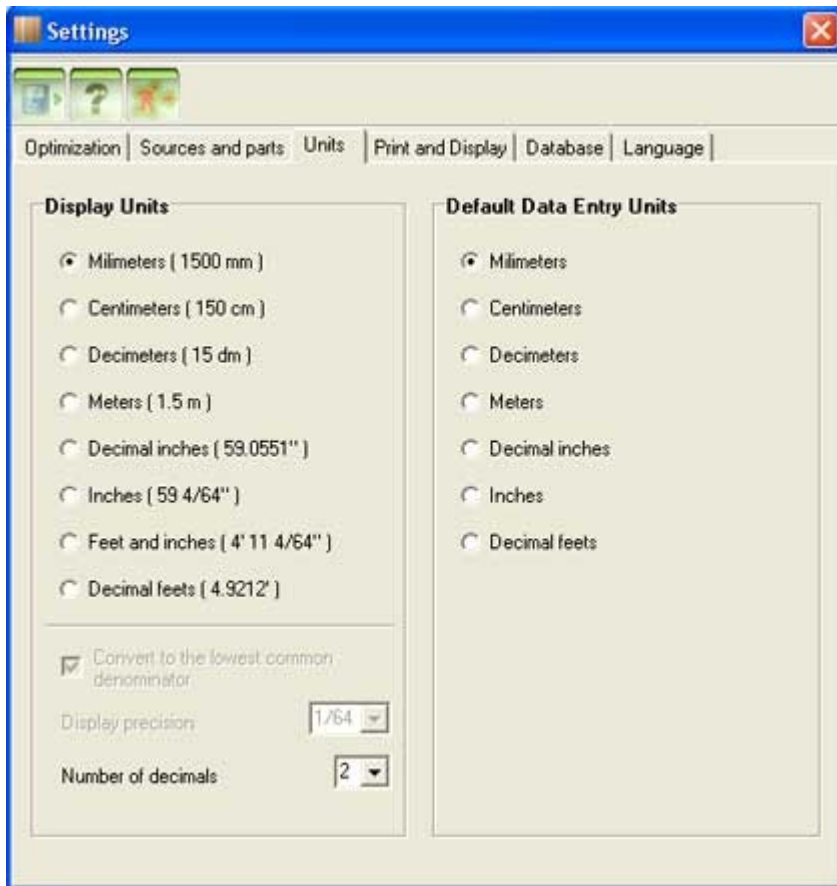 Settings
?
Optimization Sources and parts Units Print and Display Database Language
Display Units
Milimeters ( 1500 mm )
Centimeters ( 150 cm )
Decimeters ( 15 dm )
Meters ( 1.5 m )
Decimal inches ( 59.0551" )
Inches ( 59 4/64" )
Feet and inches ( 4' 11 4/64" )
Decimal feets ( 4.9212' )
Convert to the lowest common
denominator
Display precision 1/64
Number of decimals 2
Default Data Entry Units
Milimeters
Centimeters
Decimeters
Meters
Decimal inches
Inches
Decimal feets